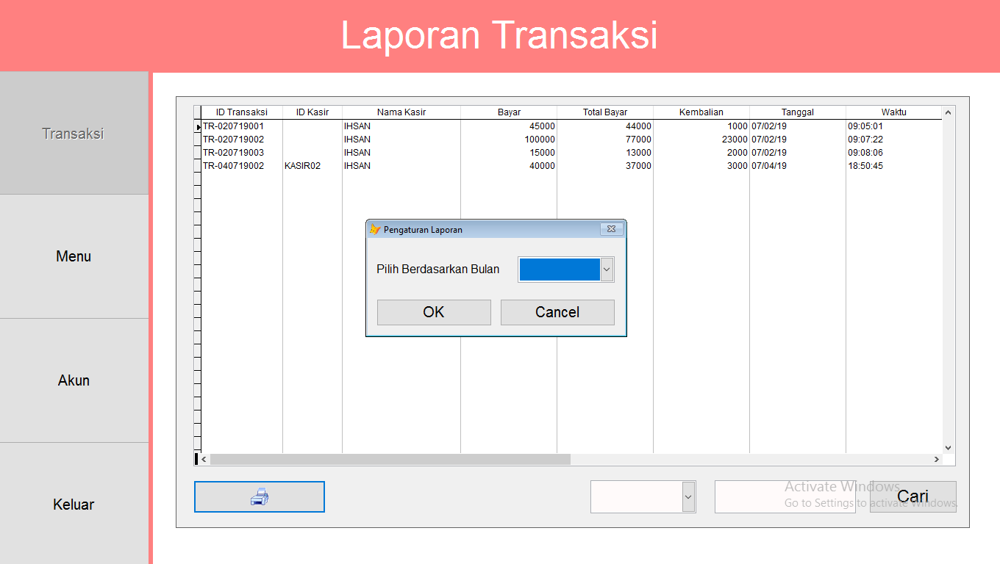 Laporan Transaksi
Transaksi
Menu
Akun
Keluar
ID Transaksi ID Kasir Nama Kasir Bayar Total Bayar Kembalian Tanggal Waktu
TR-020719001 IHSAN 45000 44000 1000 07/02/19 09:05:01
TR-020719002 IHSAN 100000 77000 23000 07/02/19 09:07:22
TR-020719003 IHSAN 15000 13000 2000 07/02/19 09:08:06
TR-040719002 KASIR02 IHSAN 40000 37000 3000 07/04/19 18:50:45
Pengaturan Laporan
Pilih Berdasarkan Bulan
OK Cancel
Cari
Activate Windows
Go to Settings to activate Windows.